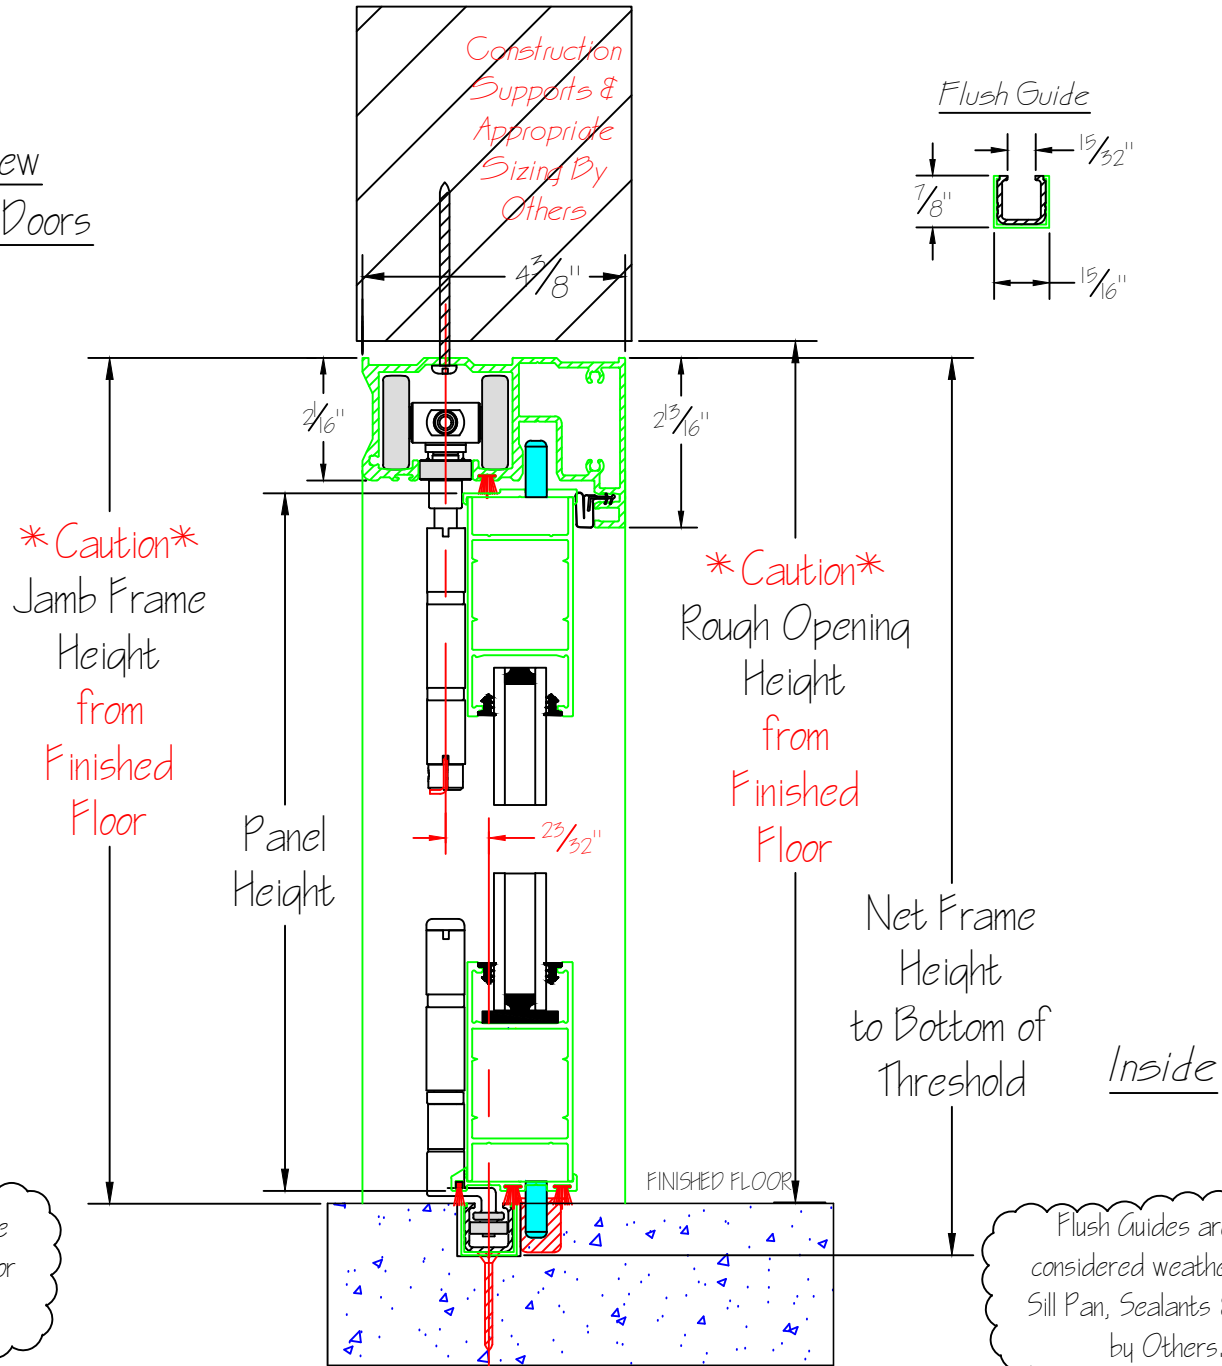 Construction
Supports &
Appropriate
Sizing By
Others
Flush Guide
15/32"
7/8"
15/16"
ew
Doors
4 3/8"
2 1/16"
2 13/16"
*Caution*
Jamb Frame
Height
from
Finished
Floor
*Caution*
Rough Opening
Height
from
Finished
Floor
23/32"
Panel
Height
Net Frame
Height
to Bottom of
Threshold
Inside
FINISHED FLOOR
e
or
Flush Guides are
considered weathe
Sill Pan, Sealants &
by Others.